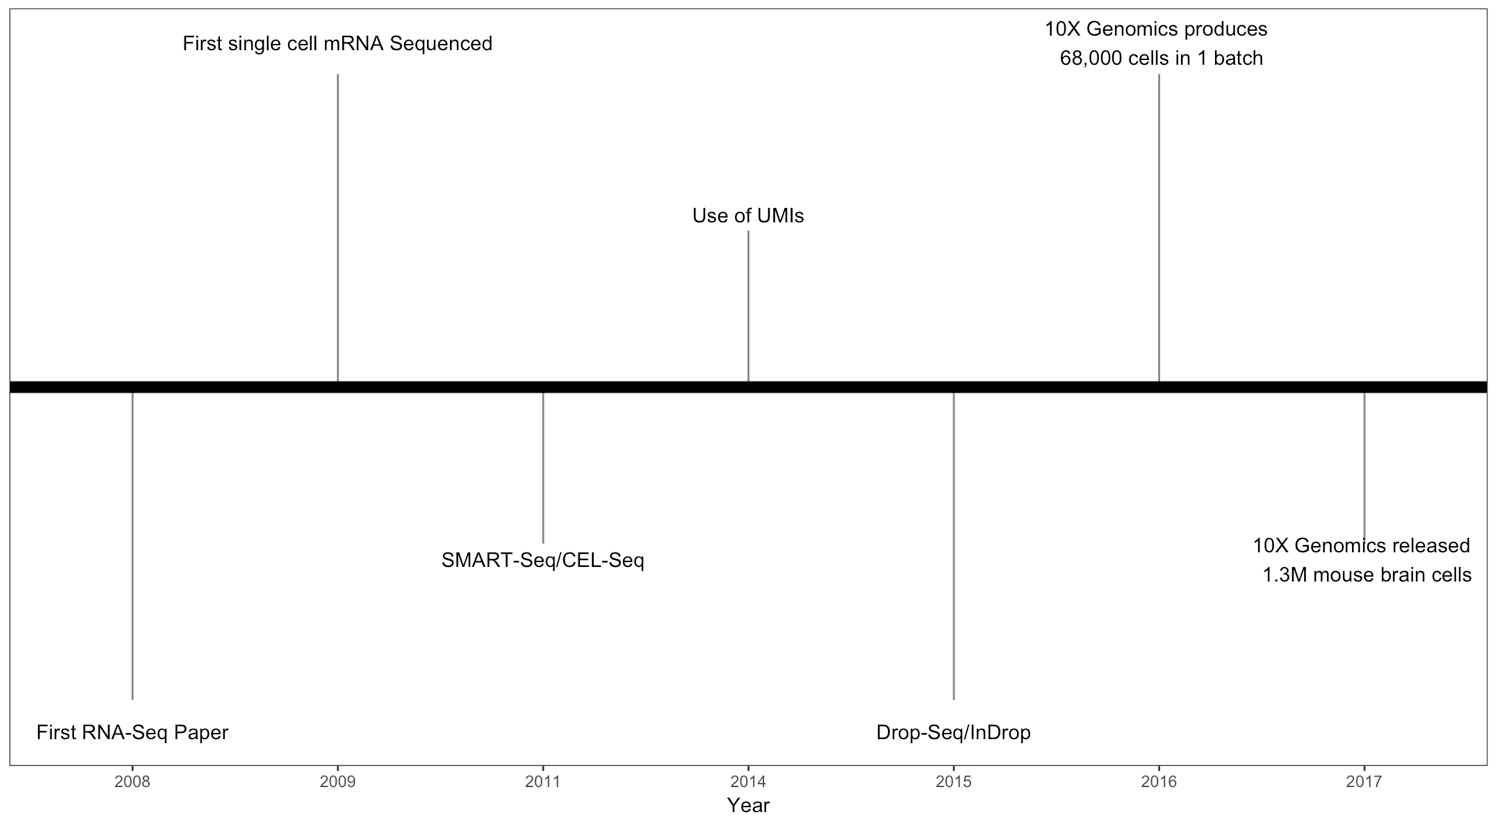 First single cell mRNA Sequenced
10X Genomics produces
68,000 cells in 1 batch
Use of UMIs
SMART-Seq/CEL-Seq
10X Genomics released
1.3M mouse brain cells
First RNA-Seq Paper
Drop-Seq/InDrop
2008
2009
2011
2014
2015
2016
2017
Year